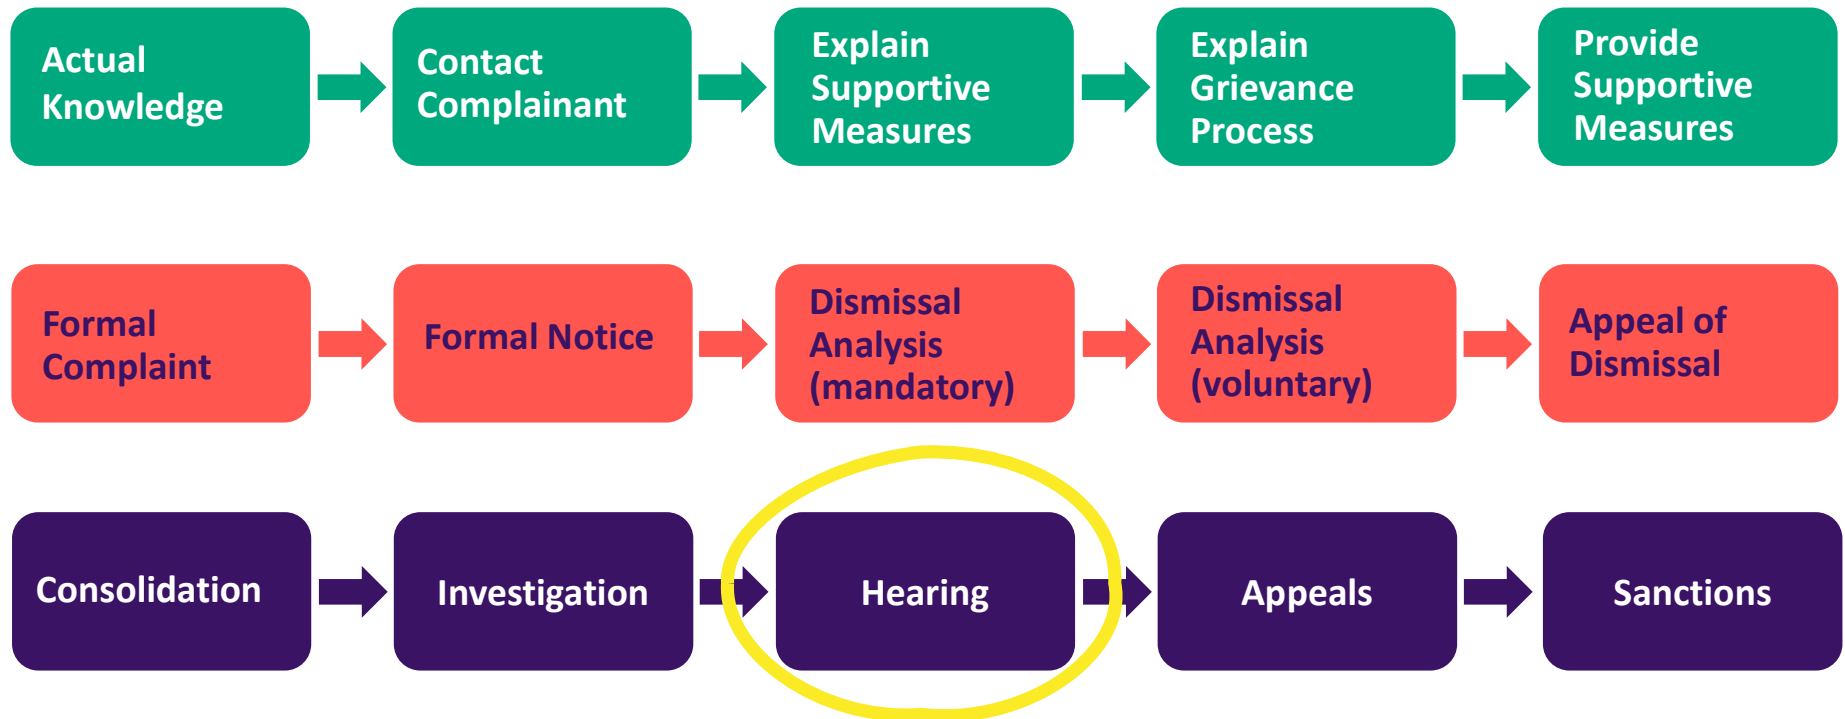 Actual
Knowledge
Contact
Complainant
Explain
Supportive
Measures
Explain
Grievance
Process
Provide
Supportive
Measures
Formal
Complaint
Formal Notice
Dismissal
Analysis
(mandatory)
Dismissal
Analysis
(voluntary)
Appeal of
Dismissal
Consolidation
Investigation
Hearing
Appeals
Sanctions